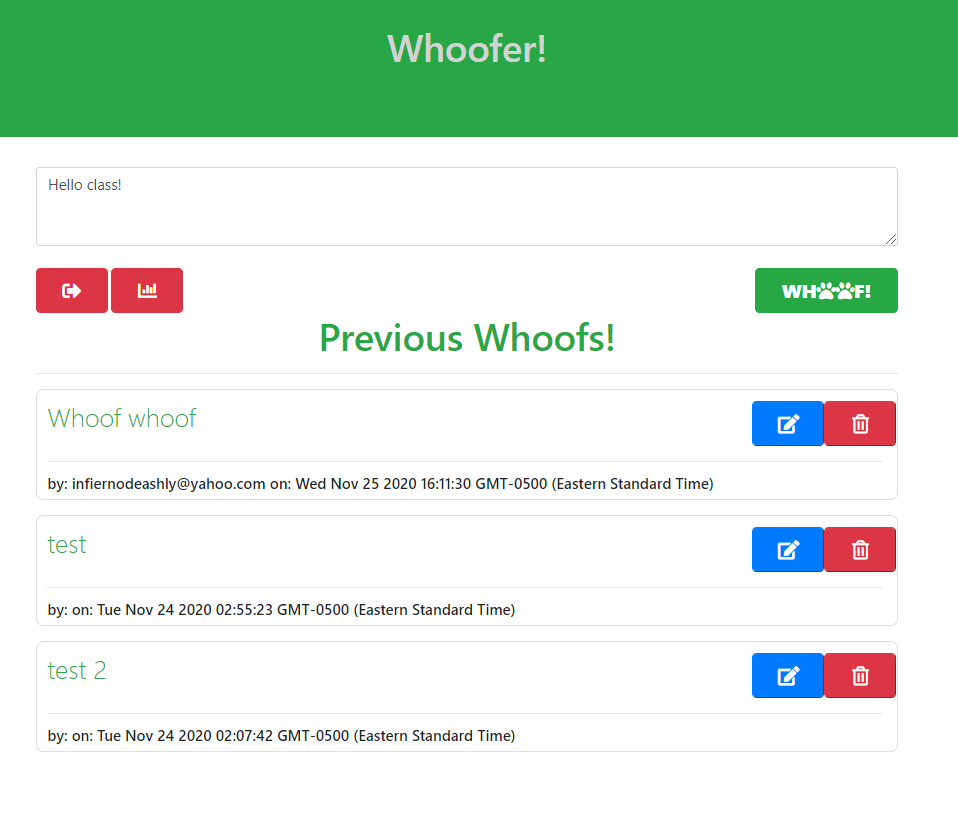 Whoofer!
Hello class!
WHOOF!
Previous Whoofs!
Whoof whoof
by: infiernodeashly@yahoo.com on: Wed Nov 25 2020 16:11:30 GMT-0500 (Eastern Standard Time)
test
by: on: Tue Nov 24 2020 02:55:23 GMT-0500 (Eastern Standard Time)
test 2
by: on: Tue Nov 24 2020 02:07:42 GMT-0500 (Eastern Standard Time)